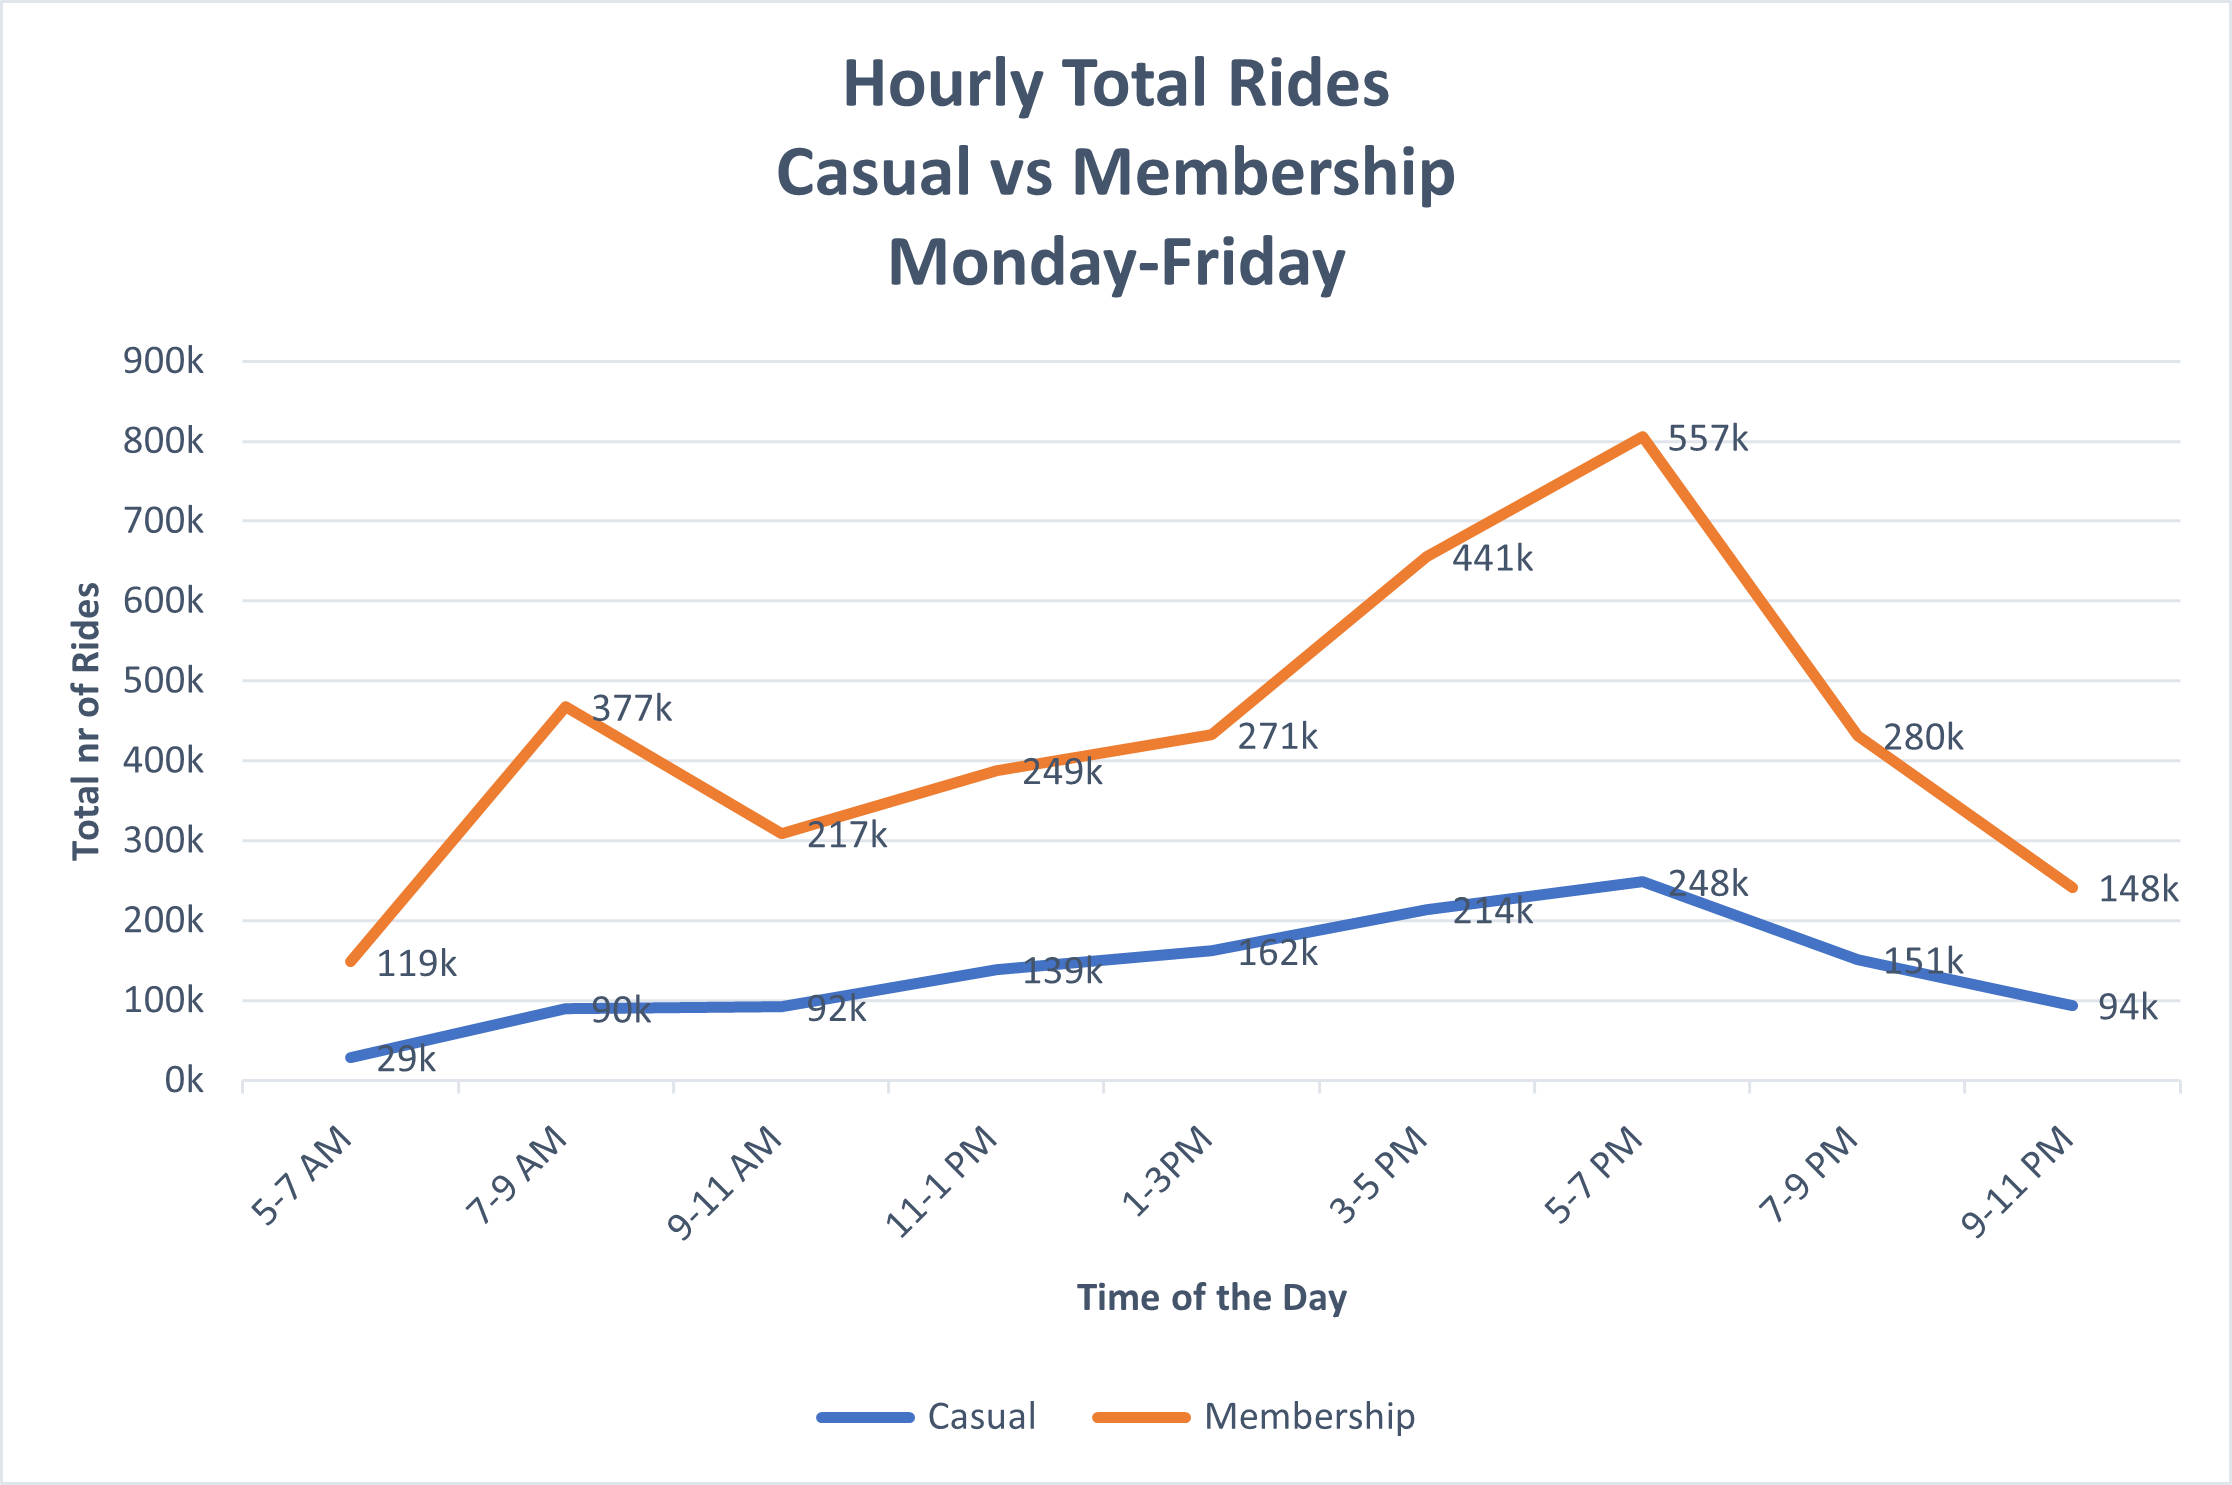 Hourly Total Rides
Casual vs Membership
Monday-Friday
900k
800k
700k
600k
500k
400k
300k
200k
100k
0k
Total nr of Rides
557k
441k
377k
271k
280k
249k
217k
148k
119k
248k
214k
162k
151k
139k
90k
92k
94k
29k
5-7 AM
7-9 AM
9-11 AM
11-1 PM
1-3PM
3-5 PM
5-7 PM
7-9 PM
9-11 PM
Time of the Day
Casual
Membership